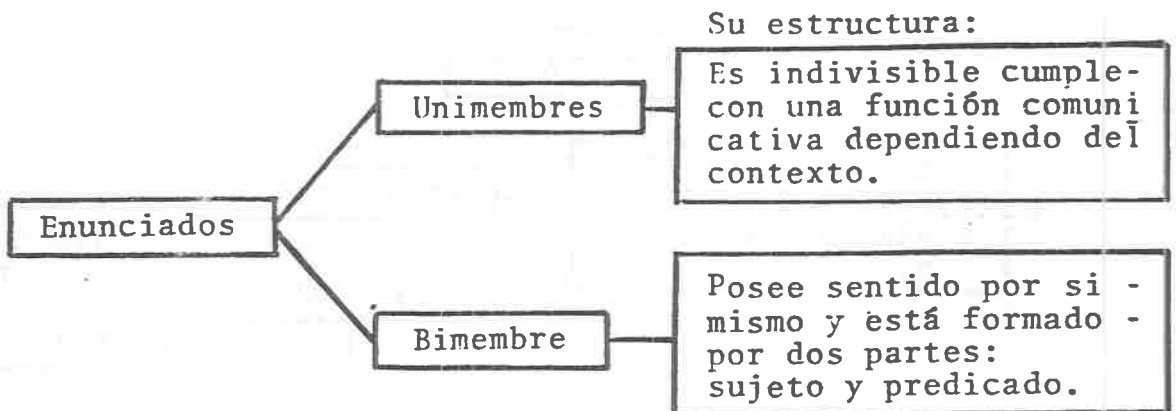 Su estructura:
Es indivisible cumple-
con una función comuni
cativa dependiendo del
contexto.
Unimembres
Enunciados
Bimembre
Posee sentido por si -
mismo y está formado -
por dos partes:
sujeto y predicado.